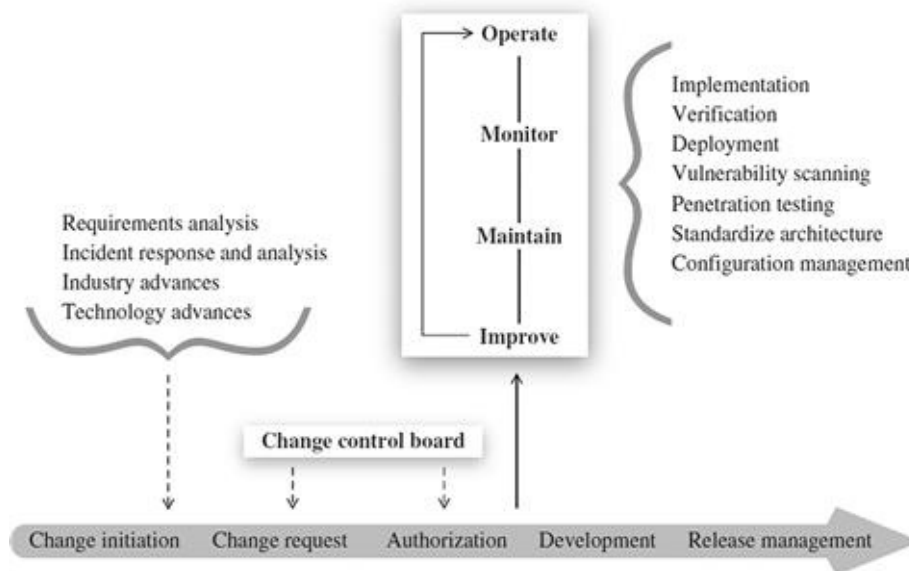 Operate
Monitor
Maintain
Improve
Implementation
Verification
Deployment
Vulnerability scanning
Penetration testing
Standardize architecture
Configuration management
Requirements analysis
Incident response and analysis
Industry advances
Technology advances
Change control board
Change initiation Change request Authorization Development Release management